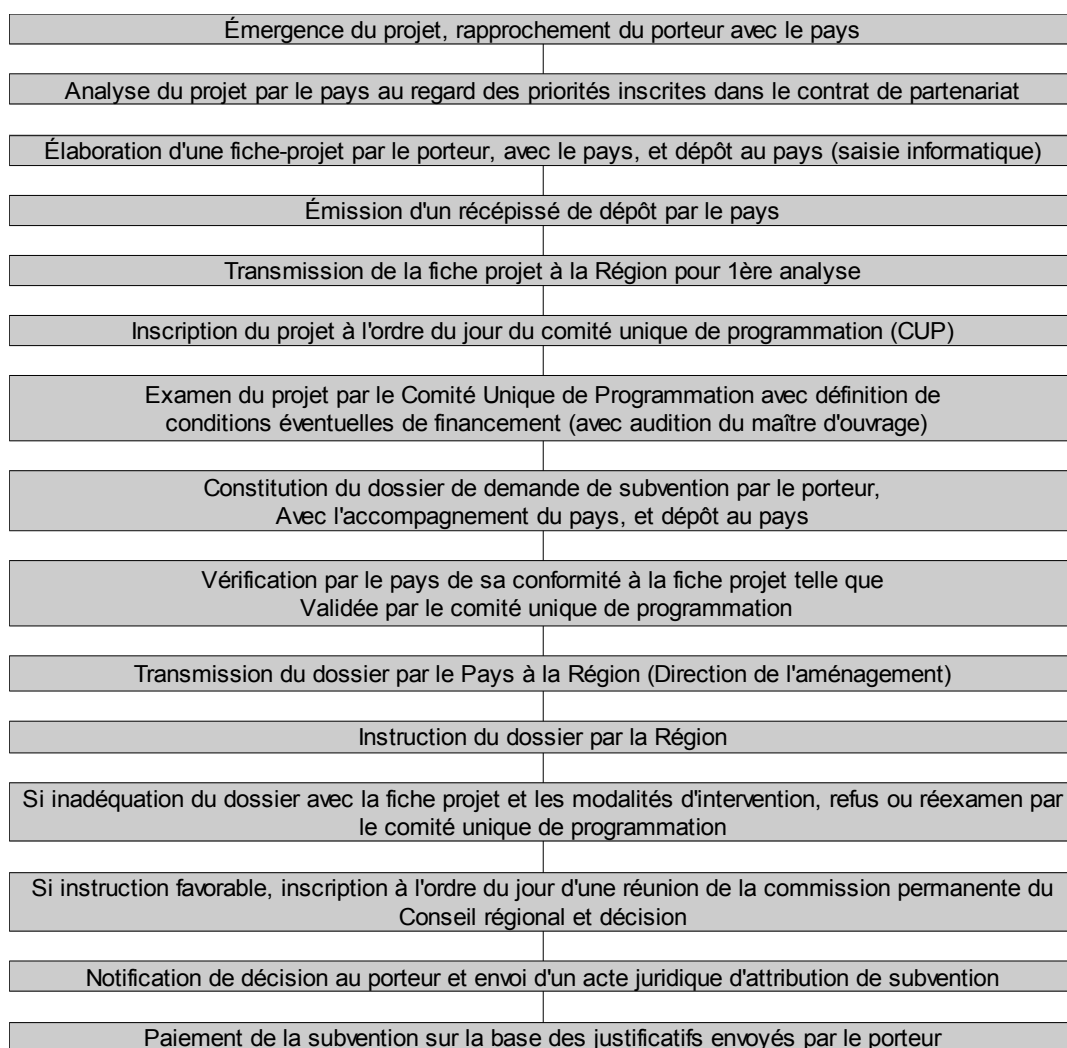 Émergence du projet, rapprochement du porteur avec le pays
Analyse du projet par le pays au regard des priorités inscrites dans le contrat de partenariat
Élaboration d'une fiche-projet par le porteur, avec le pays, et dépôt au pays (saisie informatique)
Émission d'un récépissé de dépôt par le pays
Transmission de la fiche projet à la Région pour 1ère analyse
Inscription du projet à l'ordre du jour du comité unique de programmation (CUP)
Examen du projet par le Comité Unique de Programmation avec définition de
conditions éventuelles de financement (avec audition du maître d'ouvrage)
Constitution du dossier de demande de subvention par le porteur,
Avec l'accompagnement du pays, et dépôt au pays
Vérification par le pays de sa conformité à la fiche projet telle que
Validée par le comité unique de programmation
Transmission du dossier par le Pays à la Région (Direction de l'aménagement)
Instruction du dossier par la Région
Si inadéquation du dossier avec la fiche projet et les modalités d'intervention, refus ou réexamen par
le comité unique de programmation
Si instruction favorable, inscription à l'ordre du jour d'une réunion de la commission permanente du
Conseil régional et décision
Notification de décision au porteur et envoi d'un acte juridique d'attribution de subvention
Paiement de la subvention sur la base des justificatifs envoyés par le porteur